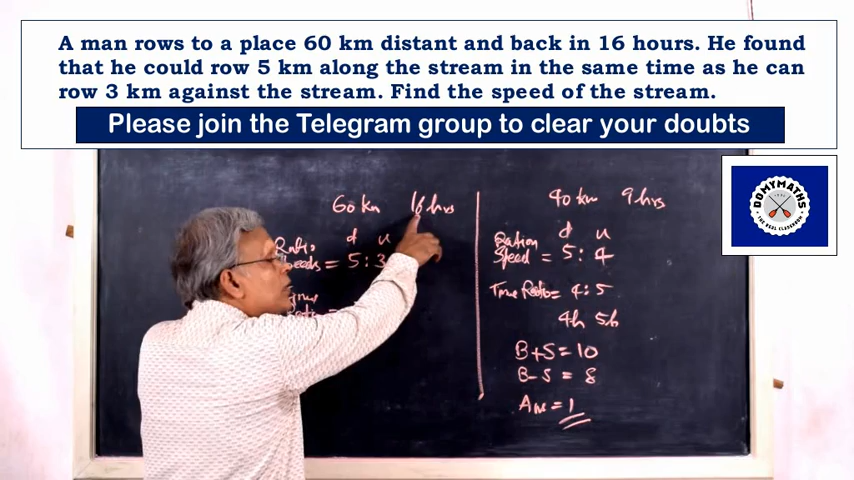 A man rows to a place 60 km distant and back in 16 hours. He found
that he could row 5 km along the stream in the same time as he can
row 3 km against the stream. Find the speed of the stream.
Please join the Telegram group to clear your doubts
DOMYMATHS
THE REAL CLASSROOM
60 km 16 hrs
d u
Ratio
Speeds = 5 : 3
40 km 9 hrs
d u
Ration
Speed = 5 : 4
Time Ratio = 4 : 5
4h 5h
B+S = 10
B-S = 8
Ans = 1